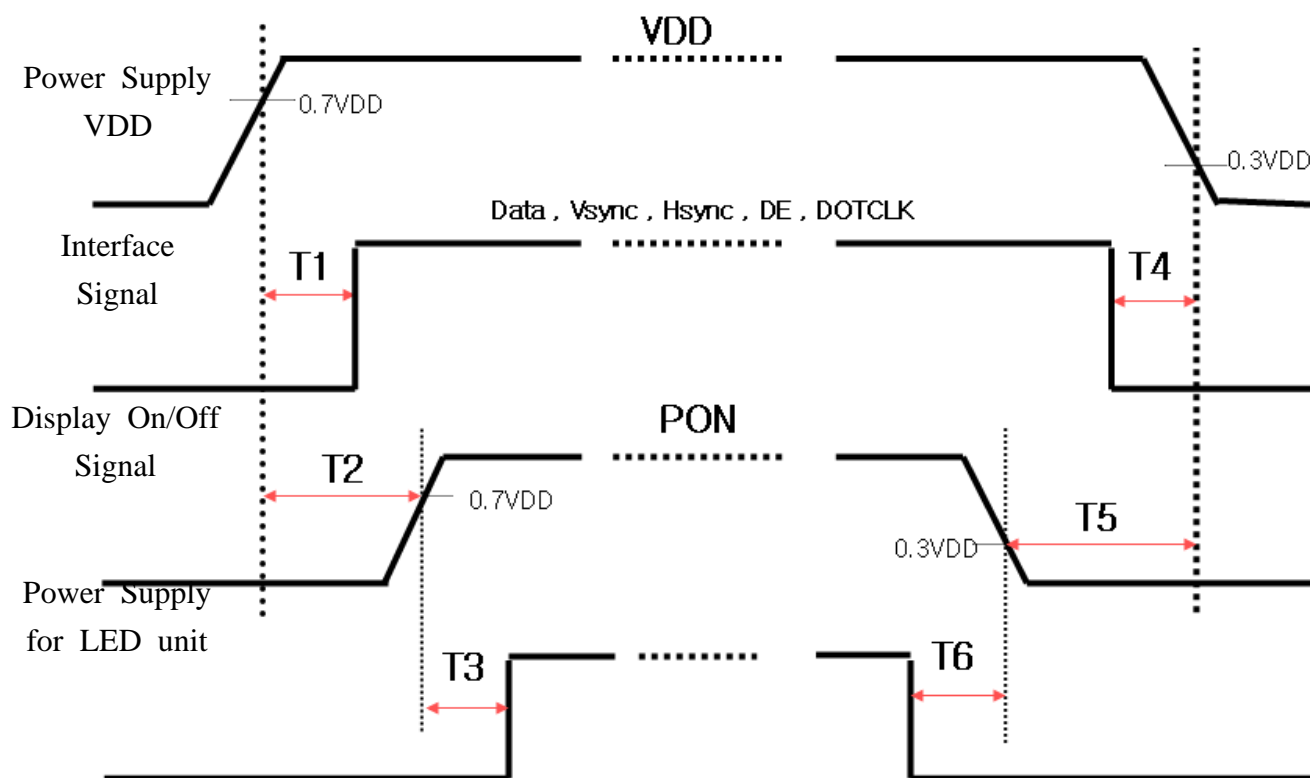 VDD
Power Supply
VDD
0.7VDD
0.3VDD
Data , Vsync , Hsync , DE , DOTCLK
Interface
Signal
T1
T4
Display On/Off
Signal
PON
T2
0.7VDD
0.3VDD
T5
Power Supply
for LED unit
T3
T6